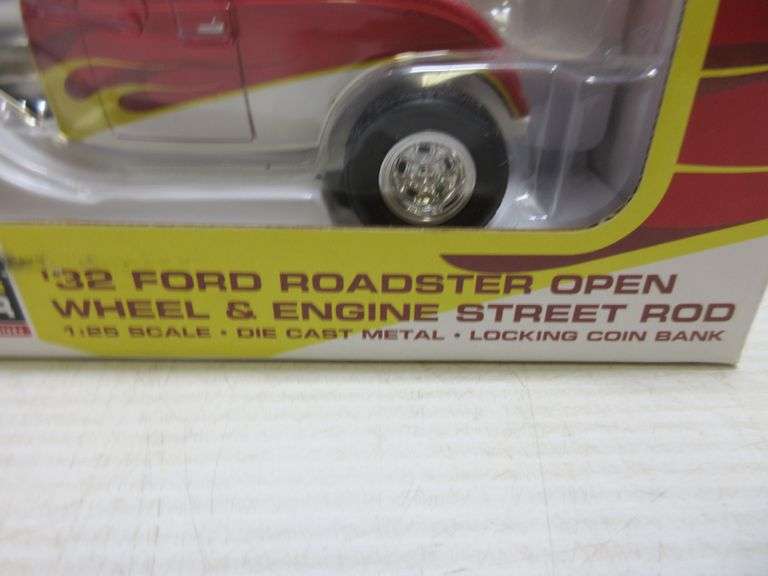 '32 FORD ROADSTER OPEN
WHEEL & ENGINE STREET ROD
1:25 SCALE • DIE CAST METAL • LOCKING COIN BANK